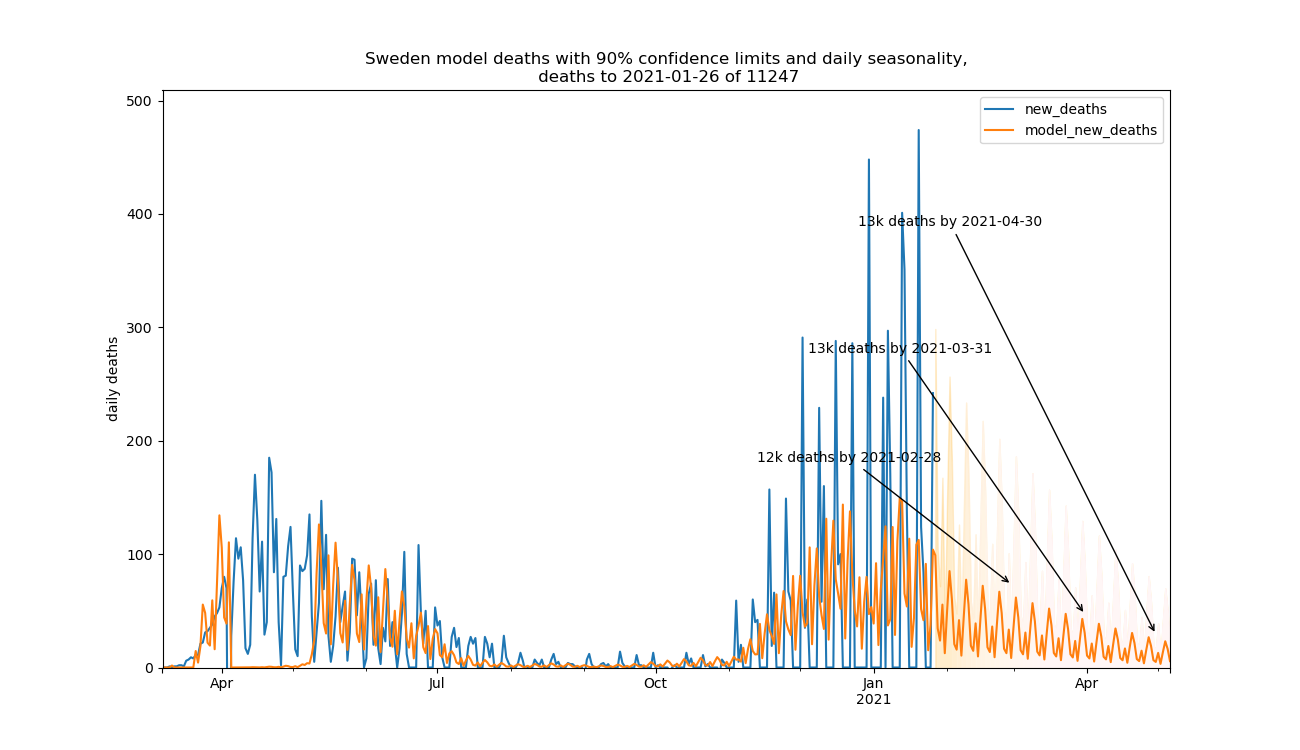 Sweden model deaths with 90% confidence limits and daily seasonality,
deaths to 2021-01-26 of 11247
500
new_deaths
model_new_deaths
400
13k deaths by 2021-04-30
300
13k deaths by 2021-03-31
daily deaths
200
12k deaths by 2021-02-28
100
0
Apr
Jul
Oct
Jan
2021
Apr